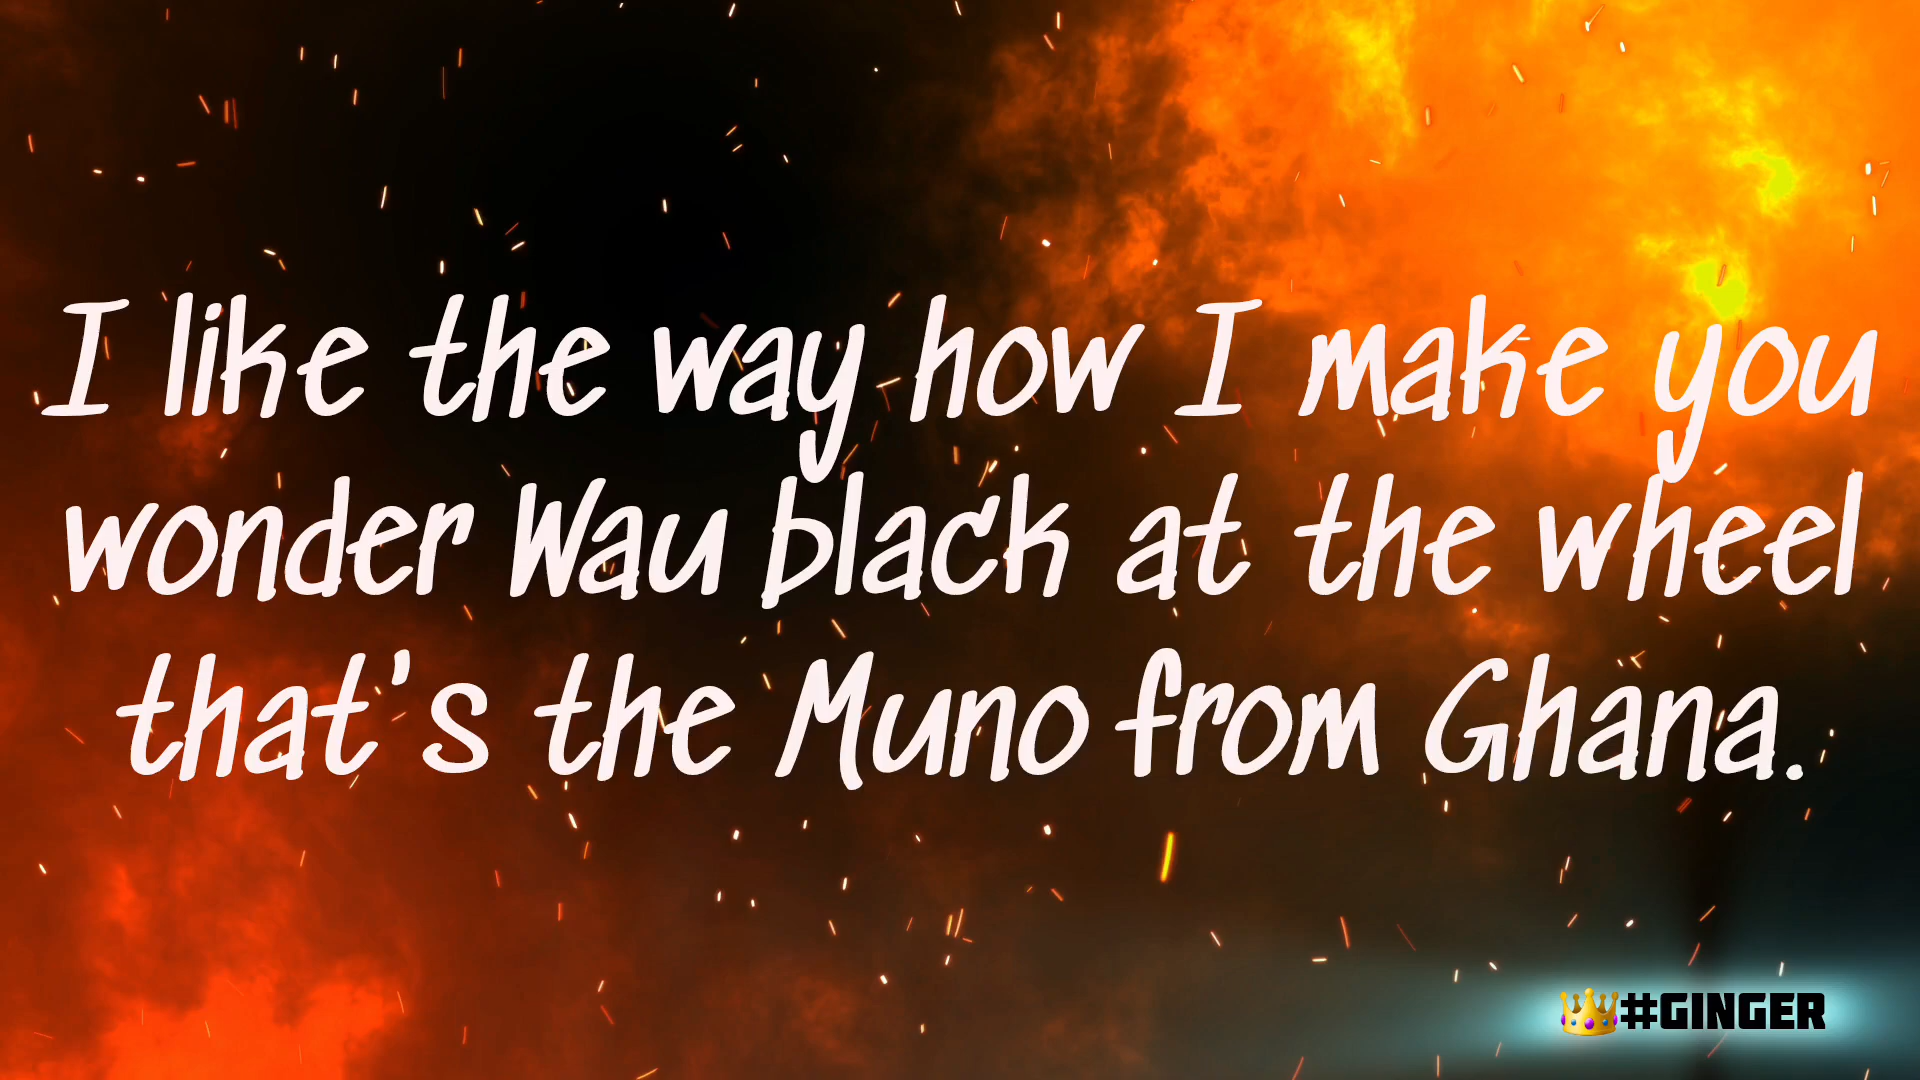 I like the way how I make you
wonder Wau black at the wheel
that's the Muno from Ghana.
👑#GINGER